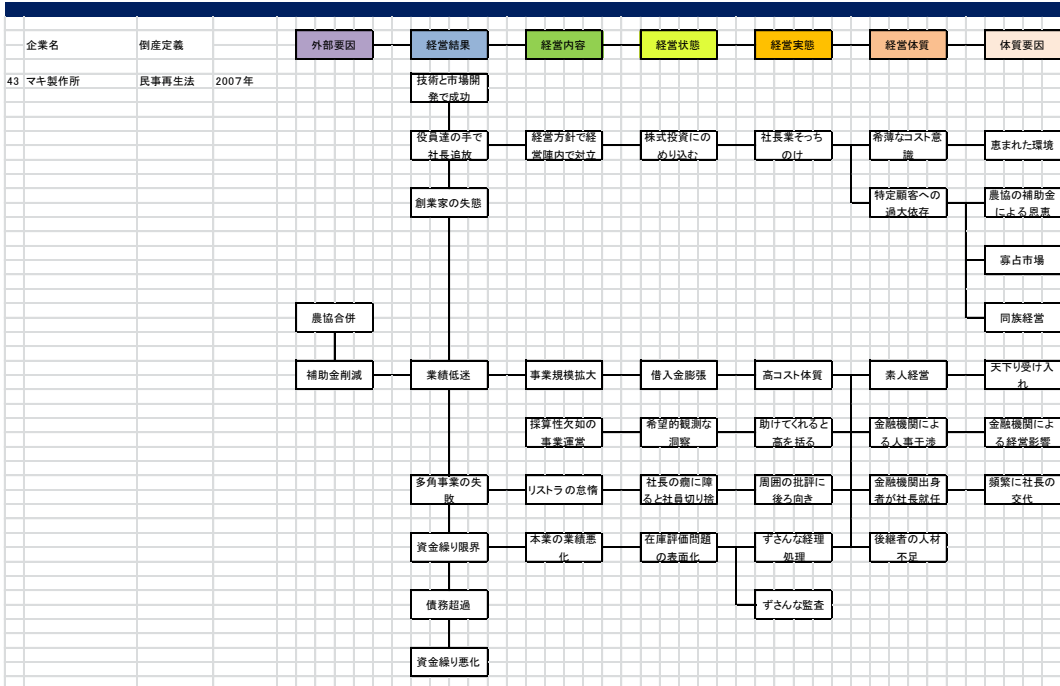 企業名
倒産定義
外部要因
経営結果
経営内容
経営状態
経営実態
経営体質
体質要因
43
マキ製作所
民事再生法
2007年
技術と市場開
発で成功
役員達の手で
社長追放
経営方針で経
営陣内で対立
株式投資にの
めり込む
社長業そっち
のけ
希薄なコスト意
識
恵まれた環境
創業家の失態
特定顧客への
過大依存
農協の補助金
による恩恵
寡占市場
農協合併
同族経営
補助金削減
業績低迷
事業規模拡大
借入金膨張
高コスト体質
素人経営
天下り受け入
れ
採算性欠如の
事業運営
希望的観測な
洞察
助けてくれると
高を括る
金融機関によ
る人事干渉
金融機関によ
る経営影響
多角事業の失
敗
リストラの怠惰
社長の癇に障
ると社員切り捨
周囲の批評に
後ろ向き
金融機関出身
者が社長就任
頻繁に社長の
交代
資金繰り限界
本業の業績悪
化
在庫評価問題
の表面化
ずさんな経理
処理
後継者の人材
不足
債務超過
ずさんな監査
資金繰り悪化